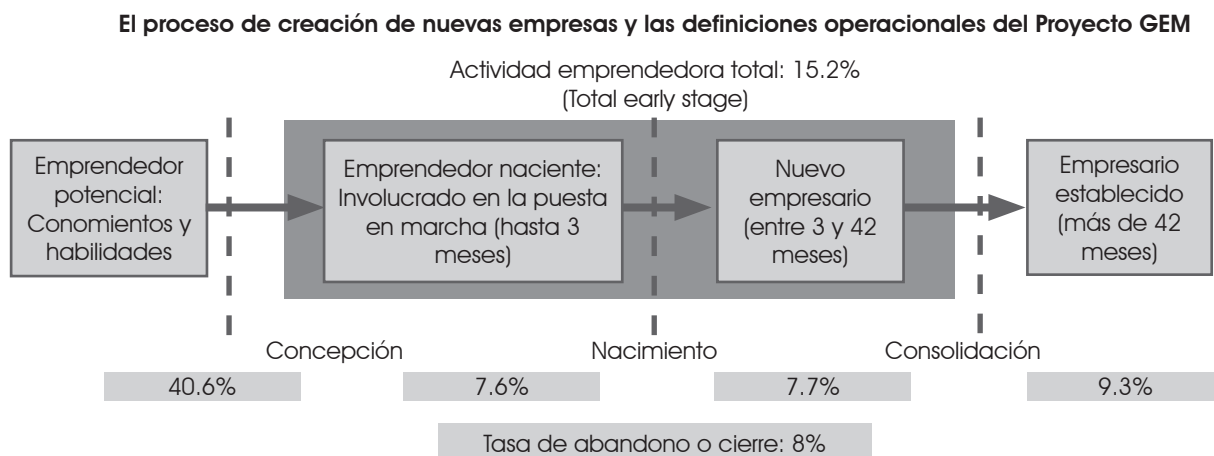 El proceso de creación de nuevas empresas y las definiciones operacionales del Proyecto GEM
Actividad emprendedora total: 15.2%
(Total early stage)
Emprendedor
potencial:
Conomientos y
habilidades
Emprendedor naciente:
Involucrado en la puesta
en marcha (hasta 3
meses)
Nuevo
empresario
(entre 3 y 42
meses)
Empresario
establecido
(más de 42
meses)
Concepción
Nacimiento
Consolidación
40.6%
7.6%
7.7%
9.3%
Tasa de abandono o cierre: 8%